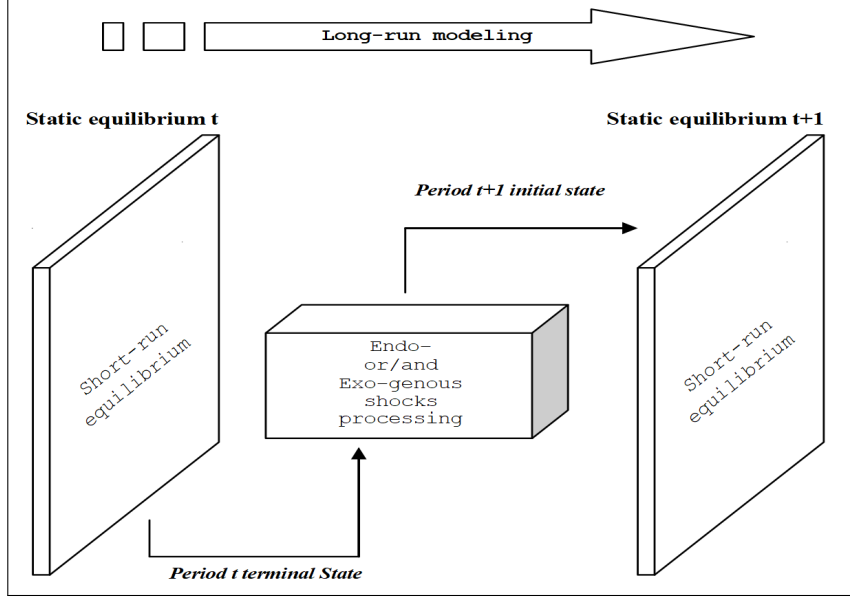 Long-run modeling
Static equilibrium t
Static equilibrium t+1
Period t+1 initial state
Short-run
equilibrium
Endo-
or/and
Exo-genous
shocks
processing
Short-run
equilibrium
Period t terminal State